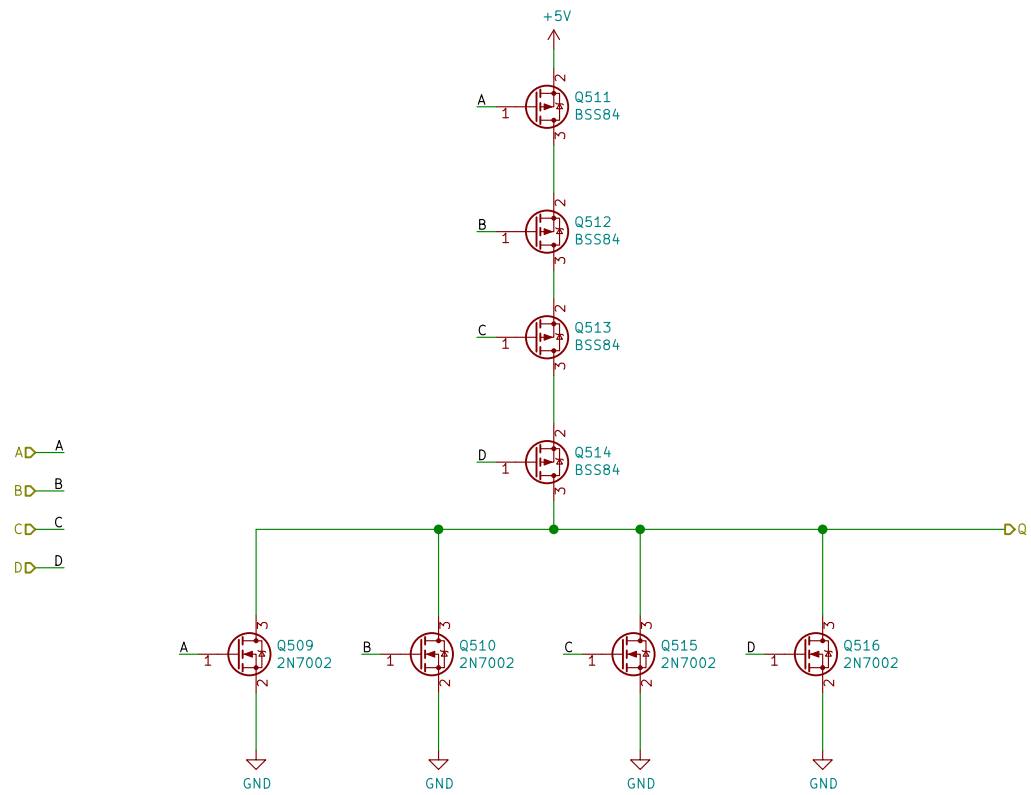 +5V
2
A
1
Q511
BSS84
3
2
B
1
Q512
BSS84
3
2
C
1
Q513
BSS84
3
2
D
1
Q514
BSS84
3
A A
B B
C C
D D
Q
3
A
1
Q509
2N7002
2
GND
3
B
1
Q510
2N7002
2
GND
3
C
1
Q515
2N7002
2
GND
3
D
1
Q516
2N7002
2
GND